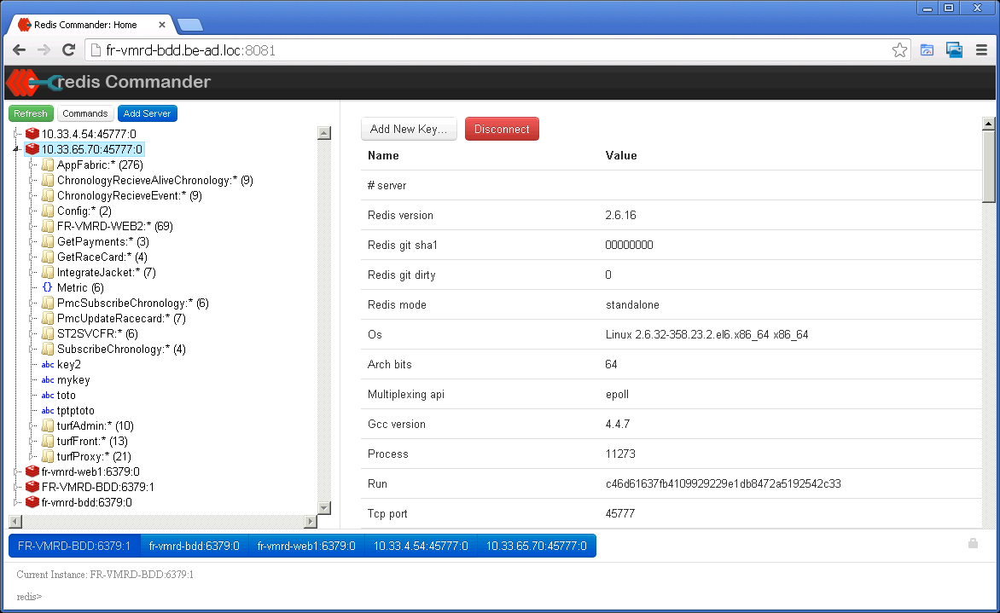 Redis Commander: Home
fr-vmrd-bdd.be-ad.loc:8081
redis Commander
Refresh Commands Add Server
10.33.4.54:45777:0
10.33.65.70:45777:0
AppFabric:* (276)
ChronologyRecieveAliveChronology:* (9)
ChronologyRecieveEvent:* (9)
Config:* (2)
FR-VMRD-WEB2:* (69)
GetPayments:* (3)
GetRaceCard:* (4)
IntegrateJacket:* (7)
{} Metric (6)
PmcSubscribeChronology:* (6)
PmcUpdateRacecard:* (7)
ST2SVCFR:* (6)
SubscribeChronology:* (4)
abc key2
abc mykey
abc toto
abc tptptoto
turfAdmin:* (10)
turfFront:* (13)
turfProxy:* (21)
fr-vmrd-web1:6379:0
FR-VMRD-BDD:6379:1
fr-vmrd-bdd:6379:0
Add New Key... Disconnect
Name Value
# server
Redis version 2.6.16
Redis git sha1 00000000
Redis git dirty 0
Redis mode standalone
Os Linux 2.6.32-358.23.2.el6.x86_64 x86_64
Arch bits 64
Multiplexing api epoll
Gcc version 4.4.7
Process 11273
Run c46d61637fb4109929229e1db8472a5192542c33
Tcp port 45777
FR-VMRD-BDD:6379:1 fr-vmrd-bdd:6379:0 fr-vmrd-web1:6379:0 10.33.4.54:45777:0 10.33.65.70:45777:0
Current Instance: FR-VMRD-BDD:6379:1
redis>